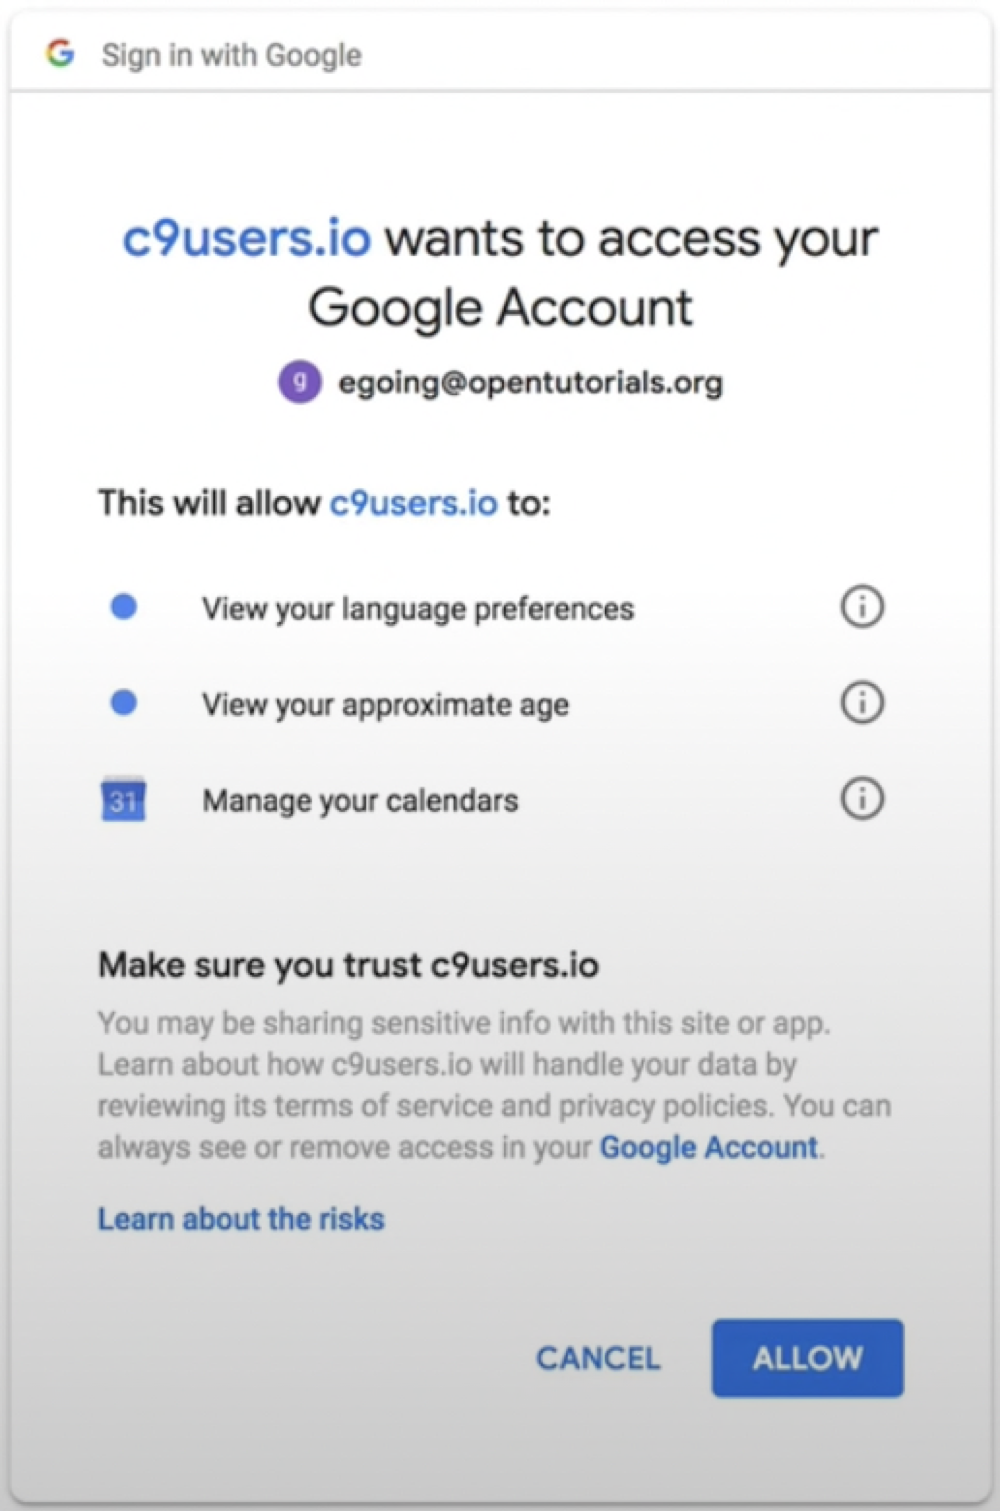 Sign in with Google
c9users.io wants to access your
Google Account
g egoing@opentutorials.org
This will allow c9users.io to:
View your language preferences
View your approximate age
31 Manage your calendars
Make sure you trust c9users.io
You may be sharing sensitive info with this site or app.
Learn about how c9users.io will handle your data by
reviewing its terms of service and privacy policies. You can
always see or remove access in your Google Account.
Learn about the risks
CANCEL ALLOW